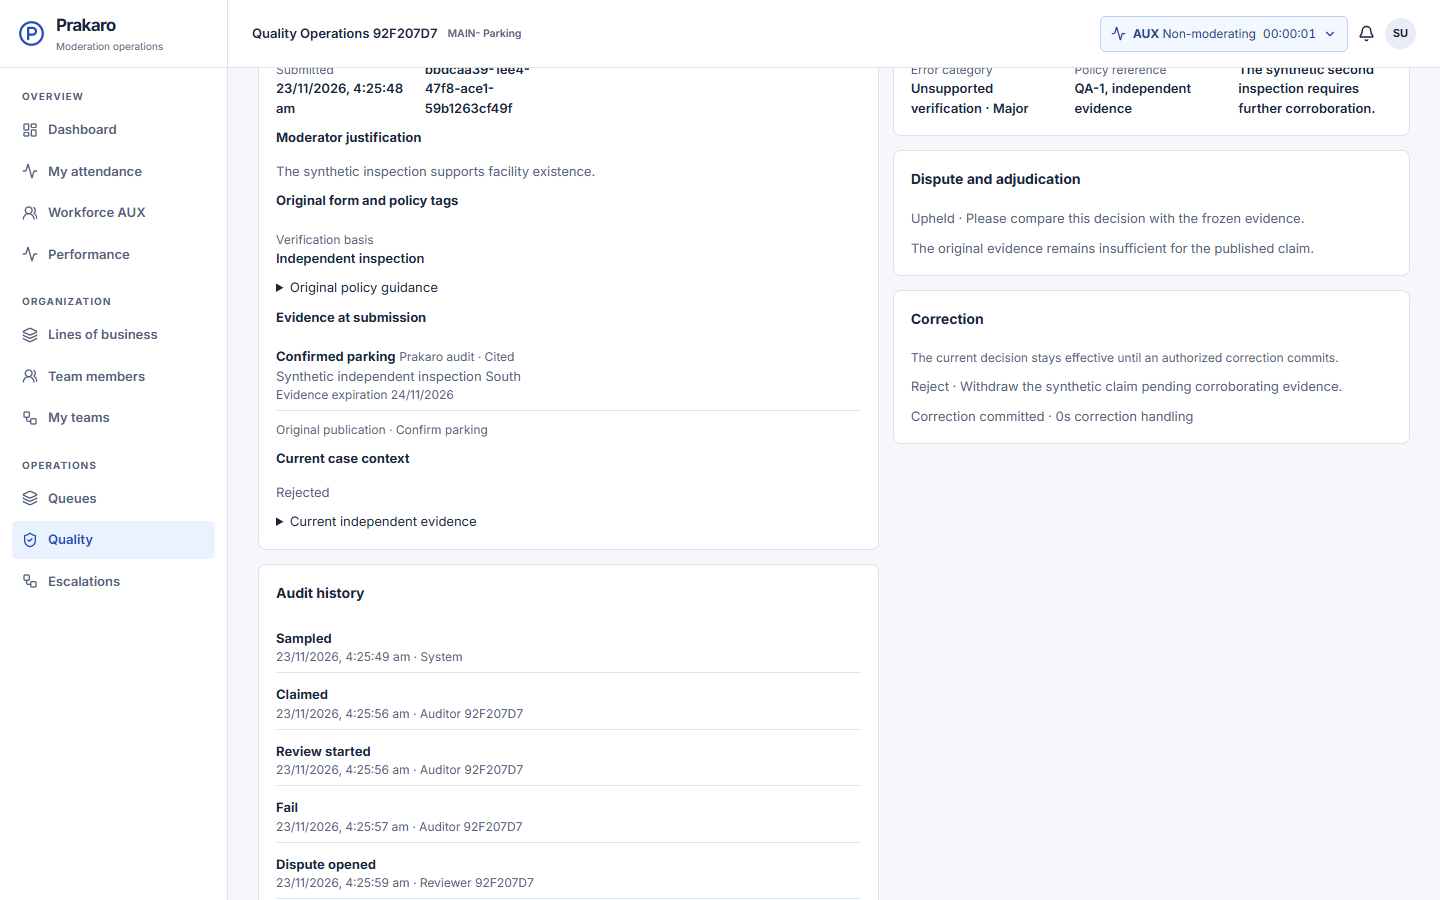 Prakaro
Moderation operations
OVERVIEW
Dashboard
My attendance
Workforce AUX
Performance
ORGANIZATION
Lines of business
Team members
My teams
OPERATIONS
Queues
Quality
Escalations
Quality Operations 92F207D7 MAIN- Parking
AUX Non-moderating 00:00:01
SU
Submitted
23/11/2026, 4:25:48
am
bbdcaa39-1ee4-
47f8-ace1-
59b1263cf49f
Moderator justification
The synthetic inspection supports facility existence.
Original form and policy tags
Verification basis
Independent inspection
Original policy guidance
Evidence at submission
Confirmed parking Prakaro audit · Cited
Synthetic independent inspection South
Evidence expiration 24/11/2026
Original publication · Confirm parking
Current case context
Rejected
Current independent evidence
Audit history
Sampled
23/11/2026, 4:25:49 am · System
Claimed
23/11/2026, 4:25:56 am · Auditor 92F207D7
Review started
23/11/2026, 4:25:56 am · Auditor 92F207D7
Fail
23/11/2026, 4:25:57 am · Auditor 92F207D7
Dispute opened
23/11/2026, 4:25:59 am · Reviewer 92F207D7
Error category
Unsupported
verification · Major
Policy reference
QA-1, independent
evidence
The synthetic second
inspection requires
further corroboration.
Dispute and adjudication
Upheld · Please compare this decision with the frozen evidence.
The original evidence remains insufficient for the published claim.
Correction
The current decision stays effective until an authorized correction commits.
Reject · Withdraw the synthetic claim pending corroborating evidence.
Correction committed · 0s correction handling